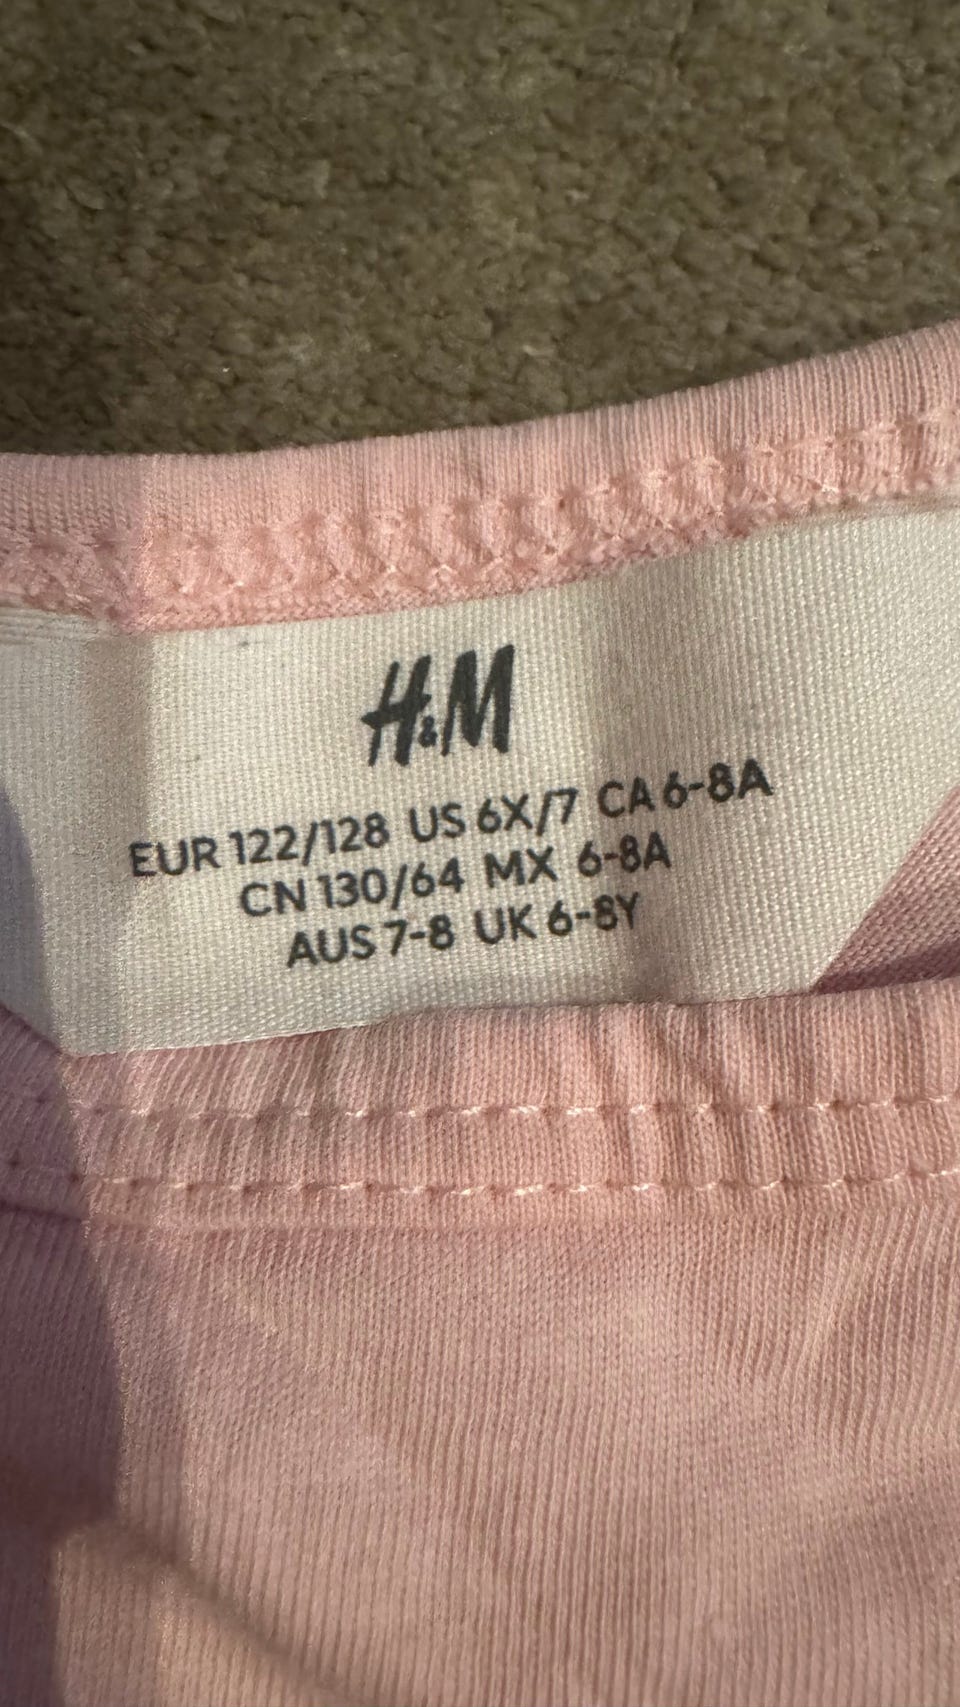 H&M
EUR 122/128 US 6X/7 CA 6-8A
CN 130/64 MX 6-8A
AUS 7-8 UK 6-8Y